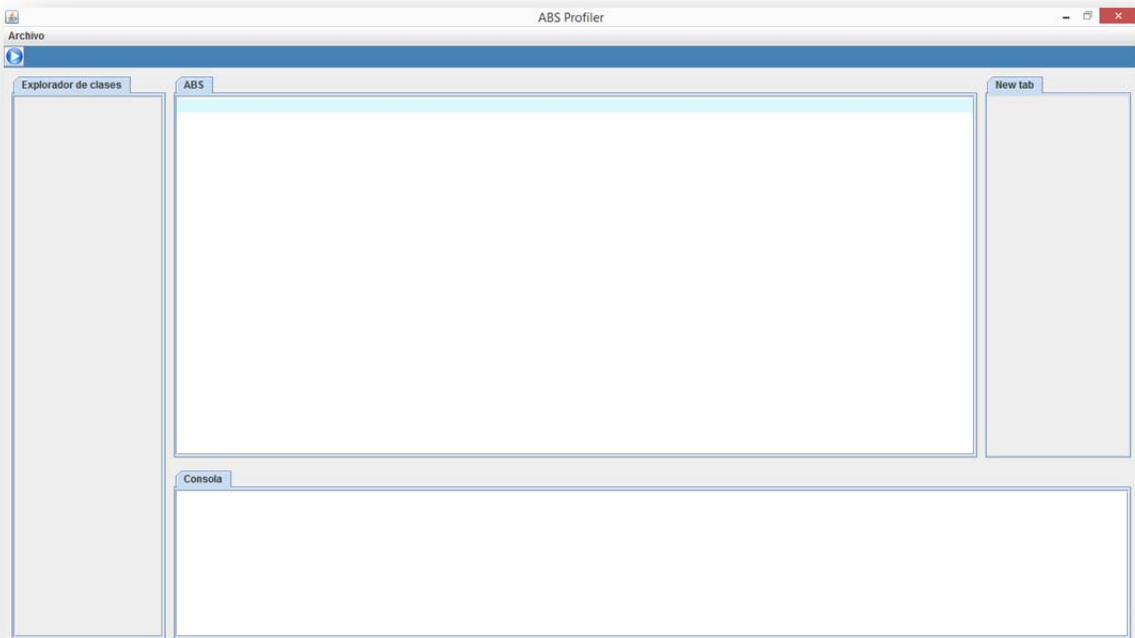 ABS Profiler
Archivo
Explorador de clases
ABS
New tab
Consola